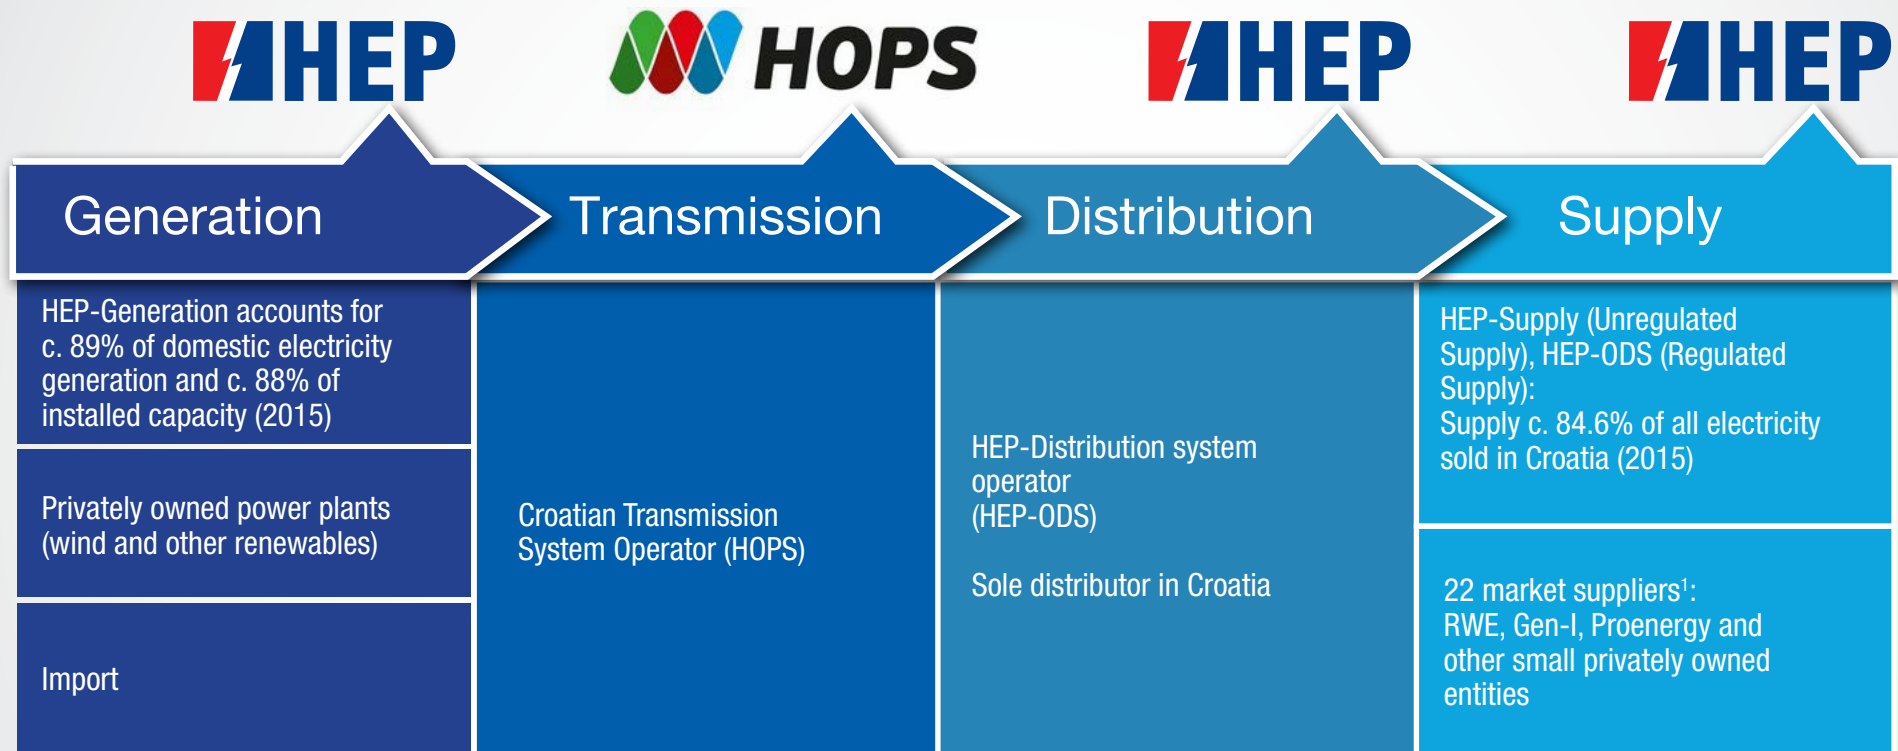 HEP
HOPS
HEP
HEP
Generation
Transmission
Distribution
Supply
HEP-Generation accounts for
c. 89% of domestic electricity
generation and c. 88% of
installed capacity (2015)
Privately owned power plants
(wind and other renewables)
Import
Croatian Transmission
System Operator (HOPS)
HEP-Distribution system
operator
(HEP-ODS)
Sole distributor in Croatia
HEP-Supply (Unregulated
Supply), HEP-ODS (Regulated
Supply):
Supply c. 84.6% of all electricity
sold in Croatia (2015)
22 market suppliers¹:
RWE, Gen-I, Proenergy and
other small privately owned
entities